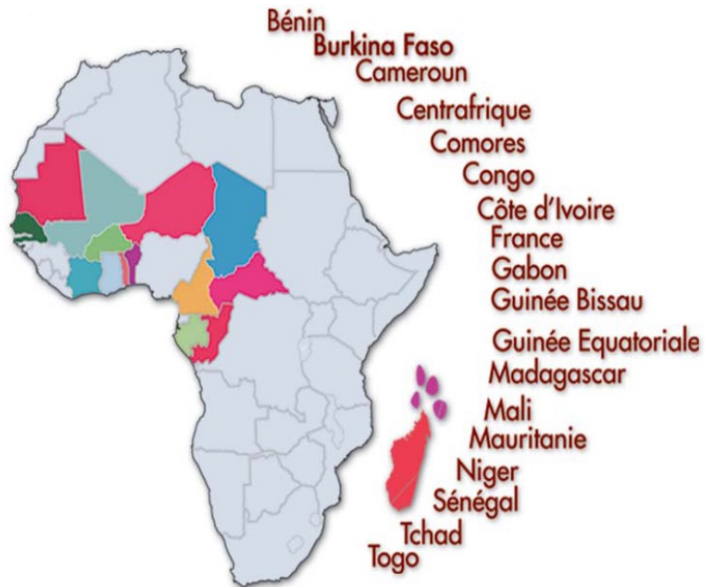 Bénin
Burkina Faso
Cameroun
Centrafrique
Comores
Congo
Côte d'Ivoire
France
Gabon
Guinée Bissau
Guinée Equatoriale
Madagascar
Mali
Mauritanie
Niger
Sénégal
Tchad
Togo